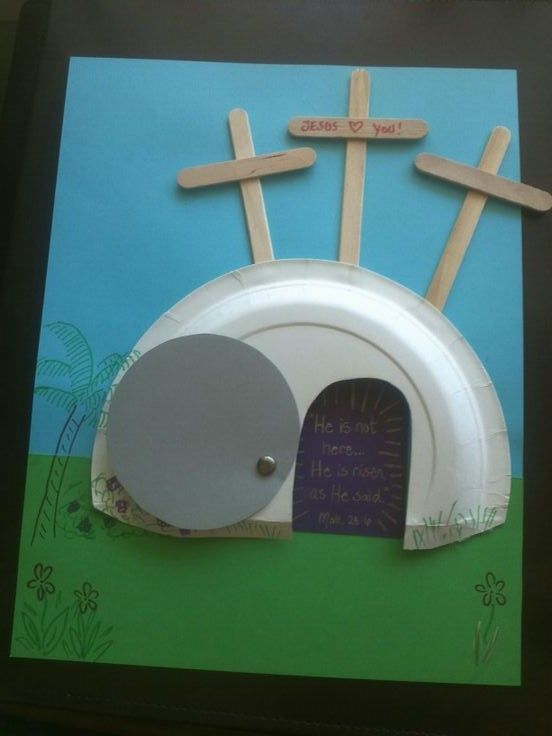 JESUS ♡ you!
"He is not
here...
He is risen
as He said."
Matt. 28:6